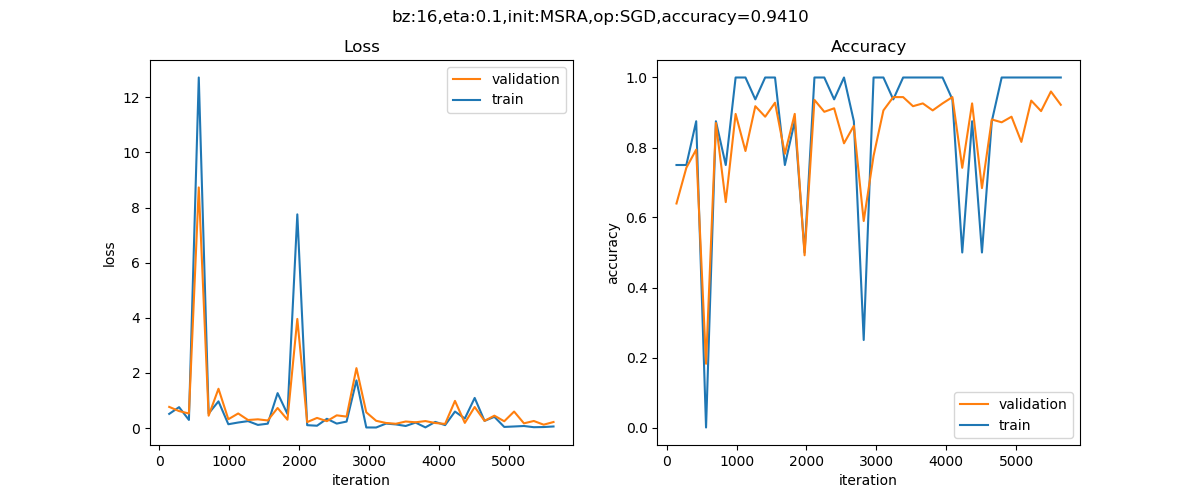 bz:16,eta:0.1,init:MSRA,op:SGD,accuracy=0.9410
Loss
validation
train
12
10
8
6
4
2
0
loss
0
1000
2000
3000
4000
5000
iteration
Accuracy
1.0
0.8
0.6
0.4
0.2
0.0
accuracy
validation
train
0
1000
2000
3000
4000
5000
iteration